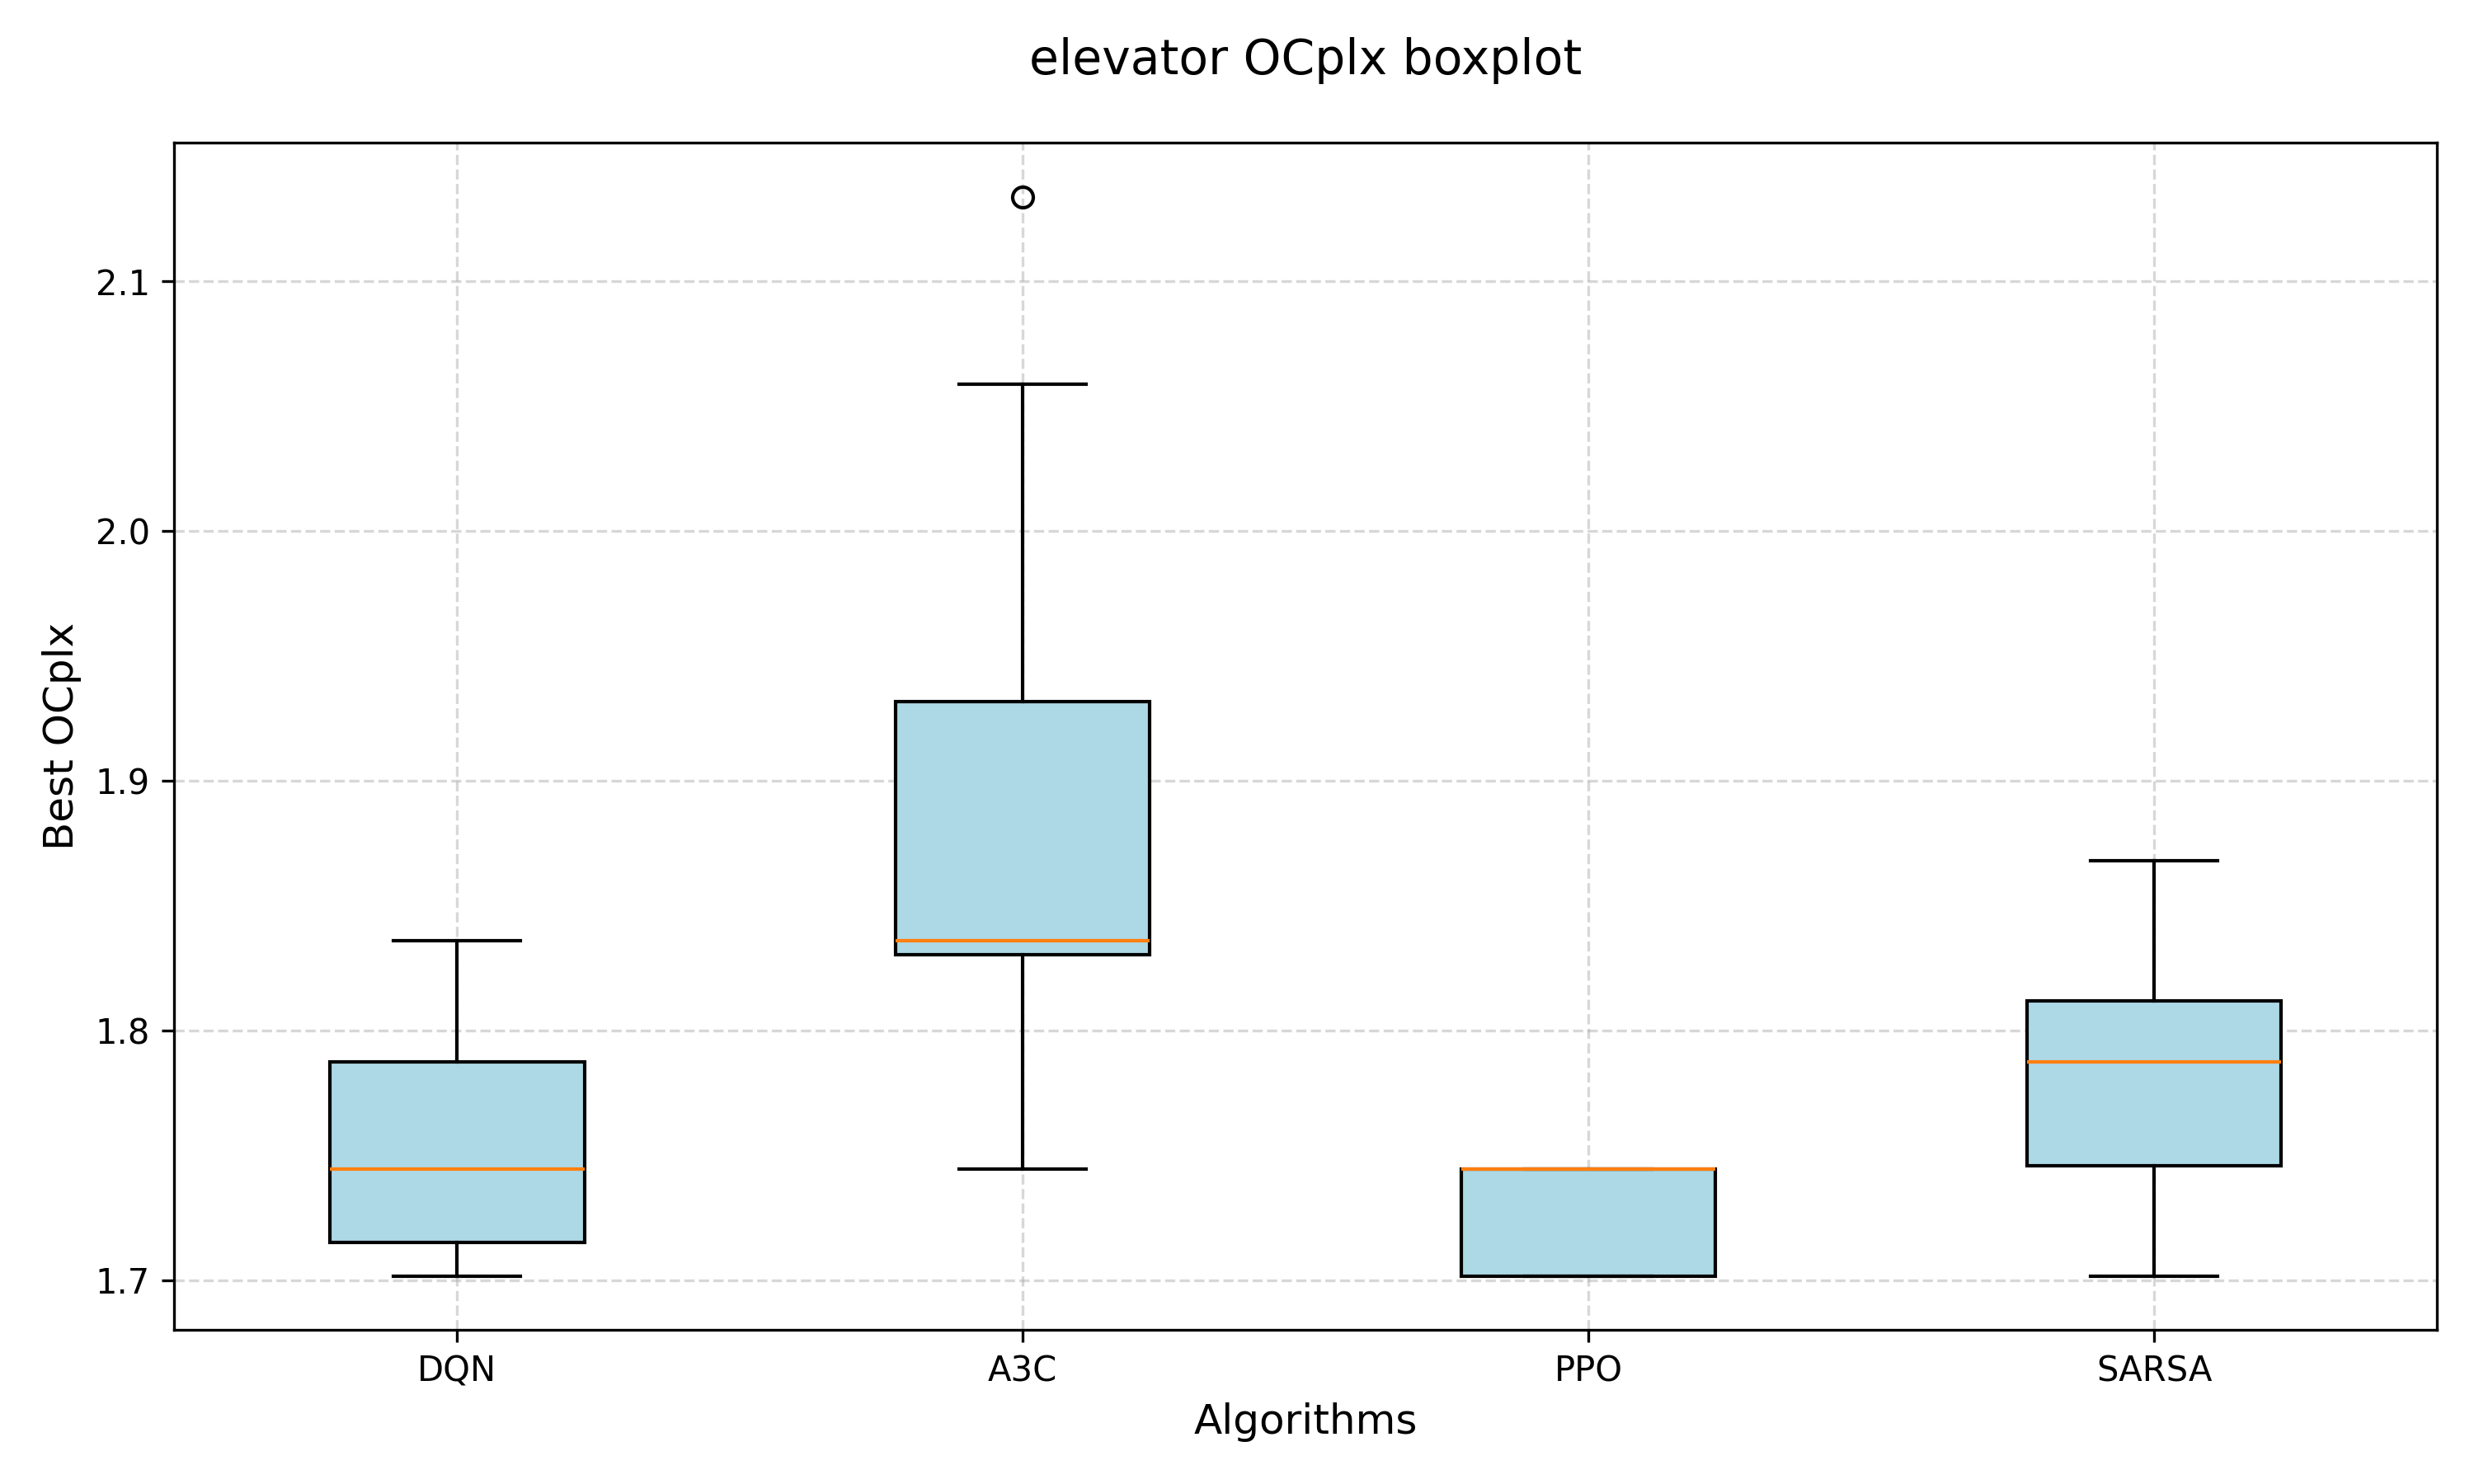 elevator OCplx boxplot
Best OCplx
2.1
2.0
1.9
1.8
1.7
DQN
A3C
PPO
SARSA
Algorithms